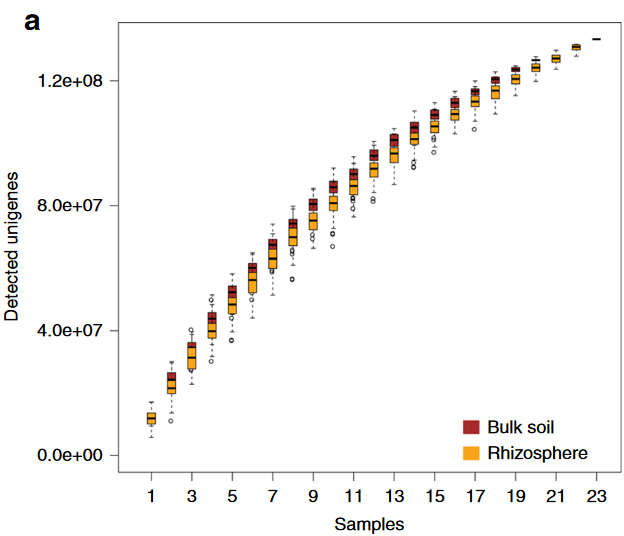 a
Detected unigenes
1.2e+08
8.0e+07
4.0e+07
0.0e+00
Bulk soil
Rhizosphere
1 3 5 7 9 11 13 15 17 19 21 23
Samples